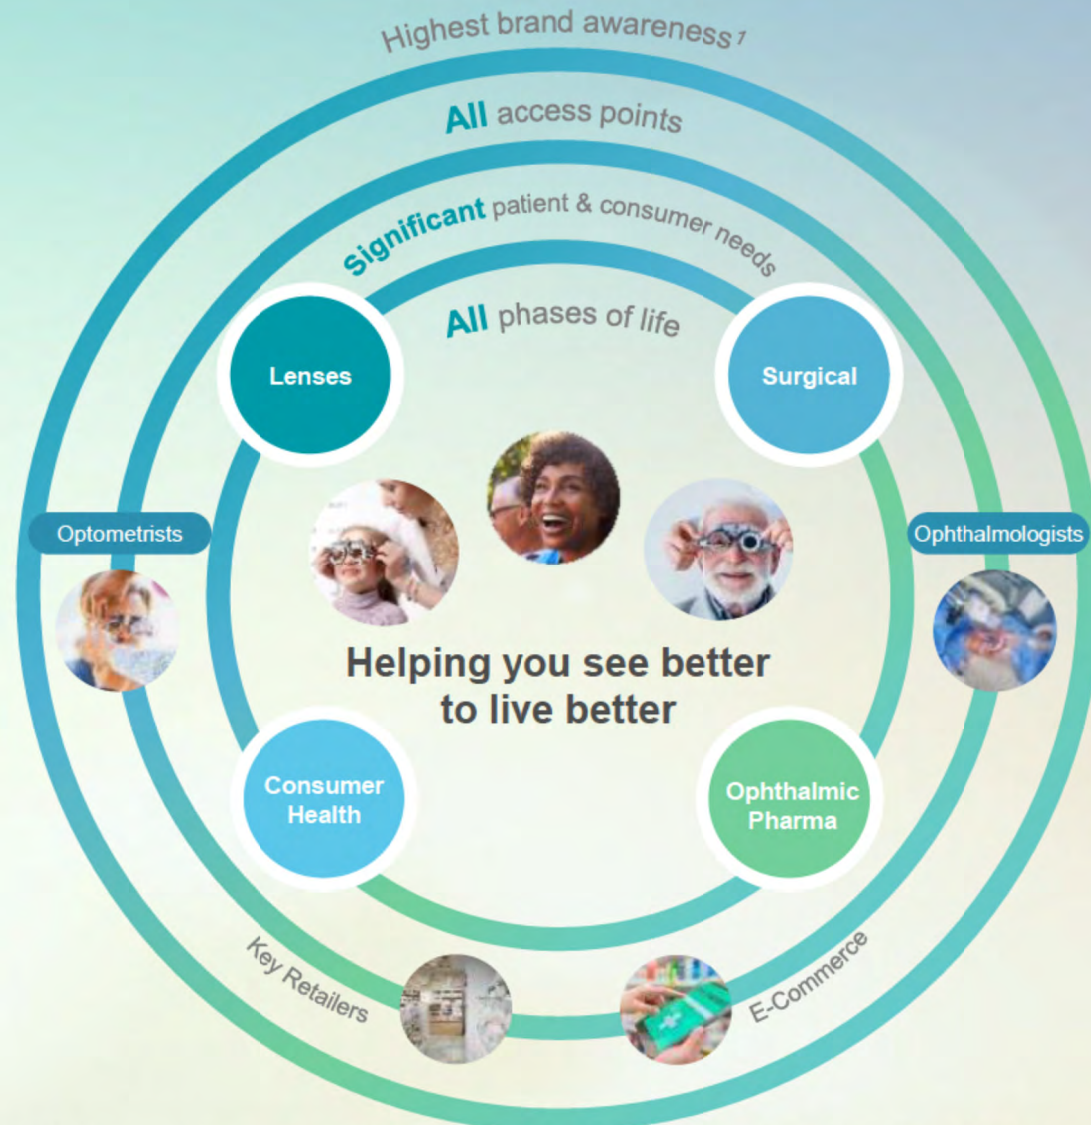 Highest brand awareness¹
All access points
Significant patient & consumer needs
All phases of life
Lenses
Surgical
Optometrists
Ophthalmologists
Helping you see better
to live better
Consumer
Health
Ophthalmic
Pharma
Key Retailers
E-Commerce